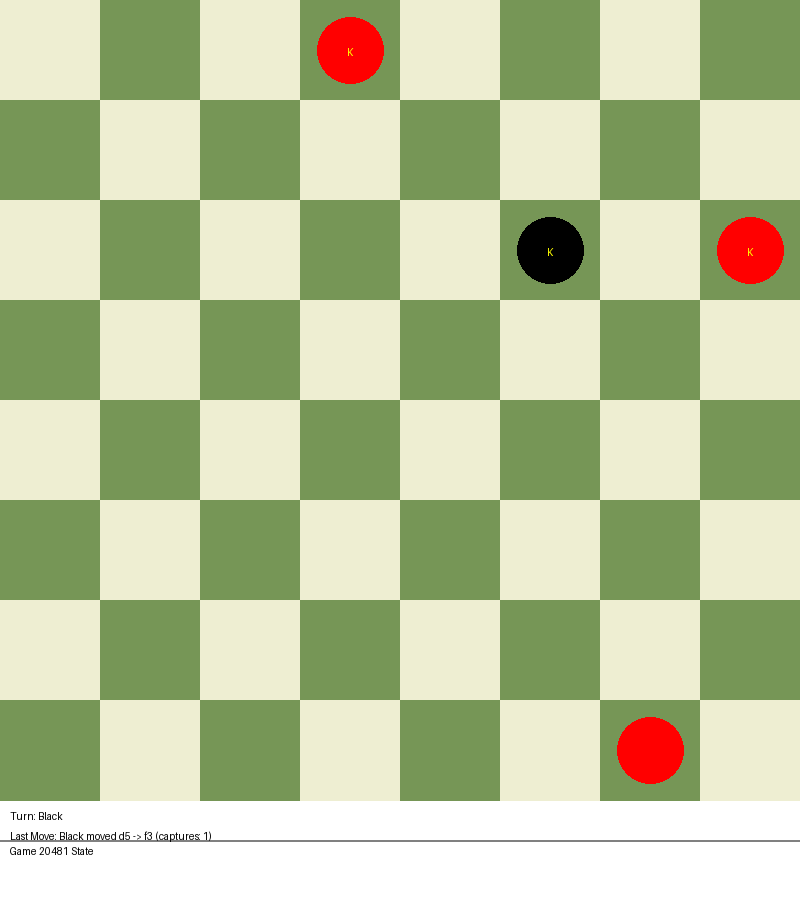 K
K
K
Turn: Black
Last Move: Black moved d5 -> f3 (captures: 1)
Game 20481 State